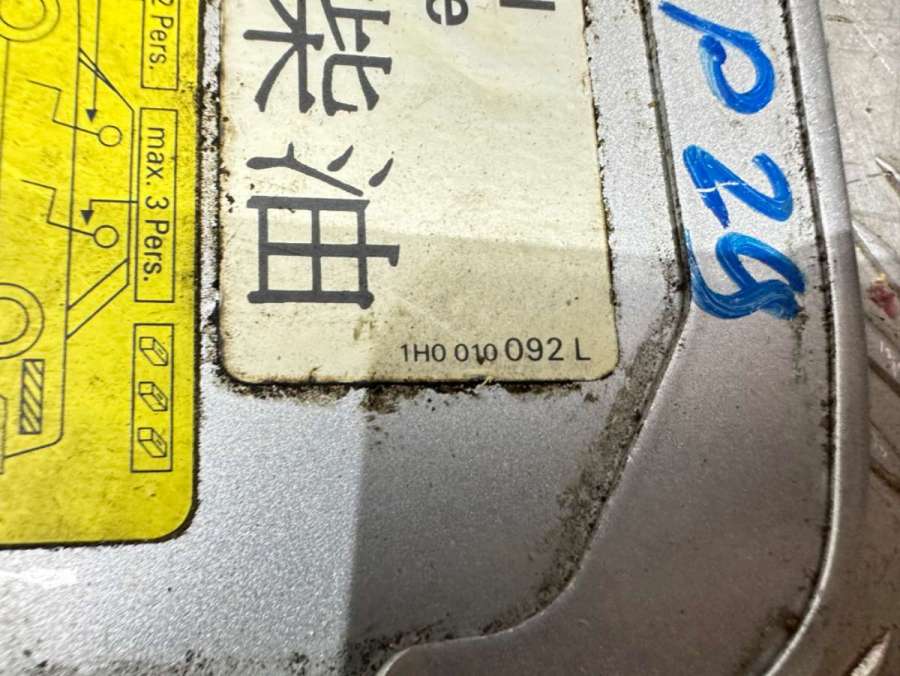 2 Pers.
max. 3 Pers.
柴油
1H0 010 092 L
P29